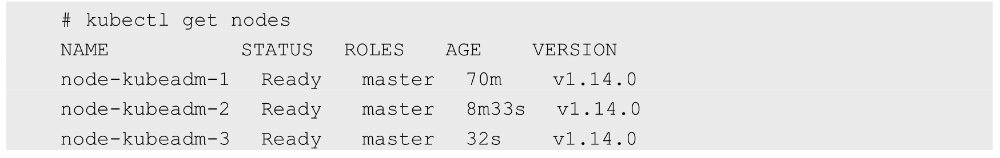 # kubectl get nodes
NAME           STATUS   ROLES    AGE     VERSION
node-kubeadm-1   Ready    master   70m     v1.14.0
node-kubeadm-2   Ready    master   8m33s   v1.14.0
node-kubeadm-3   Ready    master   32s     v1.14.0